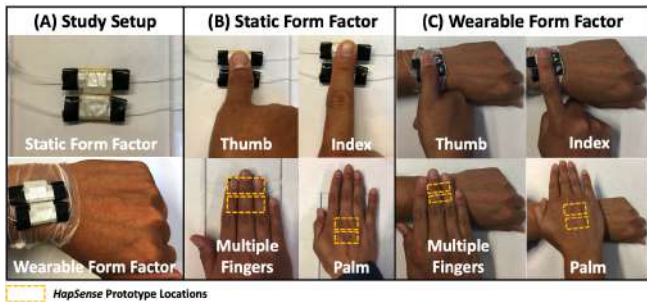 (A) Study Setup
(B) Static Form Factor
(C) Wearable Form Factor
Static Form Factor
Thumb
Index
Thumb
Index
Wearable Form Factor
Multiple
Fingers
Palm
Multiple
Fingers
Palm
HapSense Prototype Locations